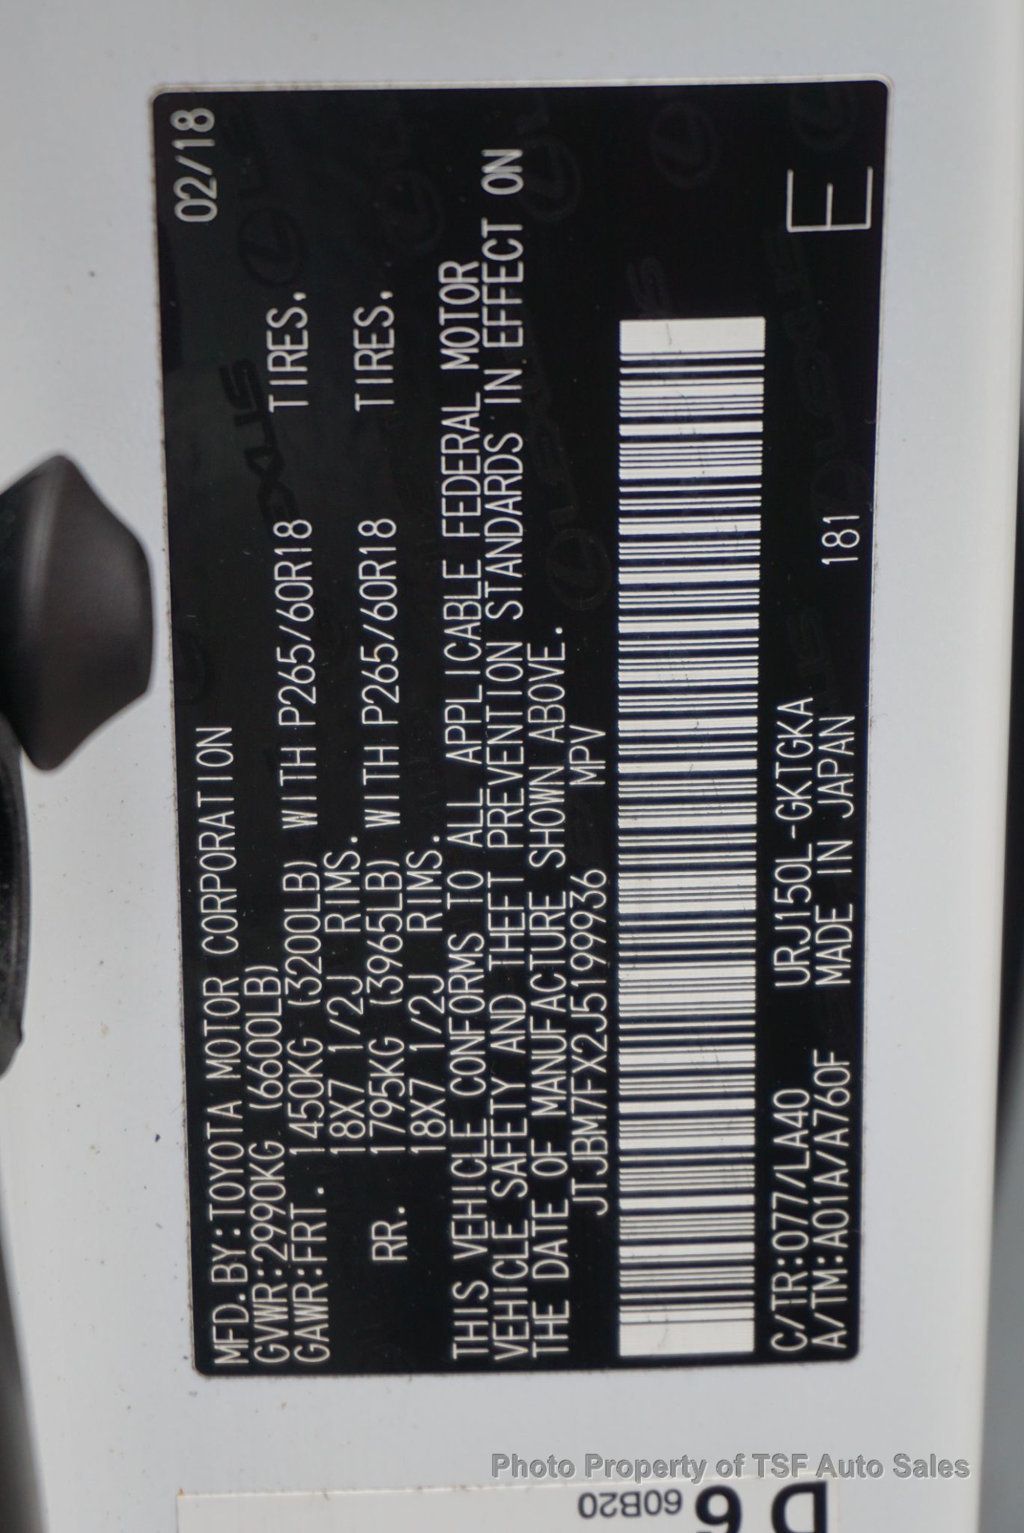 MFD.BY:TOYOTA MOTOR CORPORATION 02/18
GVWR:2990KG (6600LB)
GAWR:FRT. 1450KG (3200LB) WITH P265/60R18 TIRES.
18X7 1/2J RIMS.
RR. 1795KG (3965LB) WITH P265/60R18 TIRES.
18X7 1/2J RIMS.
THIS VEHICLE CONFORMS TO ALL APPLICABLE FEDERAL MOTOR
VEHICLE SAFETY AND THEFT PREVENTION STANDARDS IN EFFECT ON
THE DATE OF MANUFACTURE SHOWN ABOVE.
JTJBM7FX2J5199936 MPV
C/TR:077/LA40 URJ150L-GKTGKA
A/TM:A01A/A760F MADE IN JAPAN 181
E
LEXUS
Photo Property of TSF Auto Sales
60B20
D 6